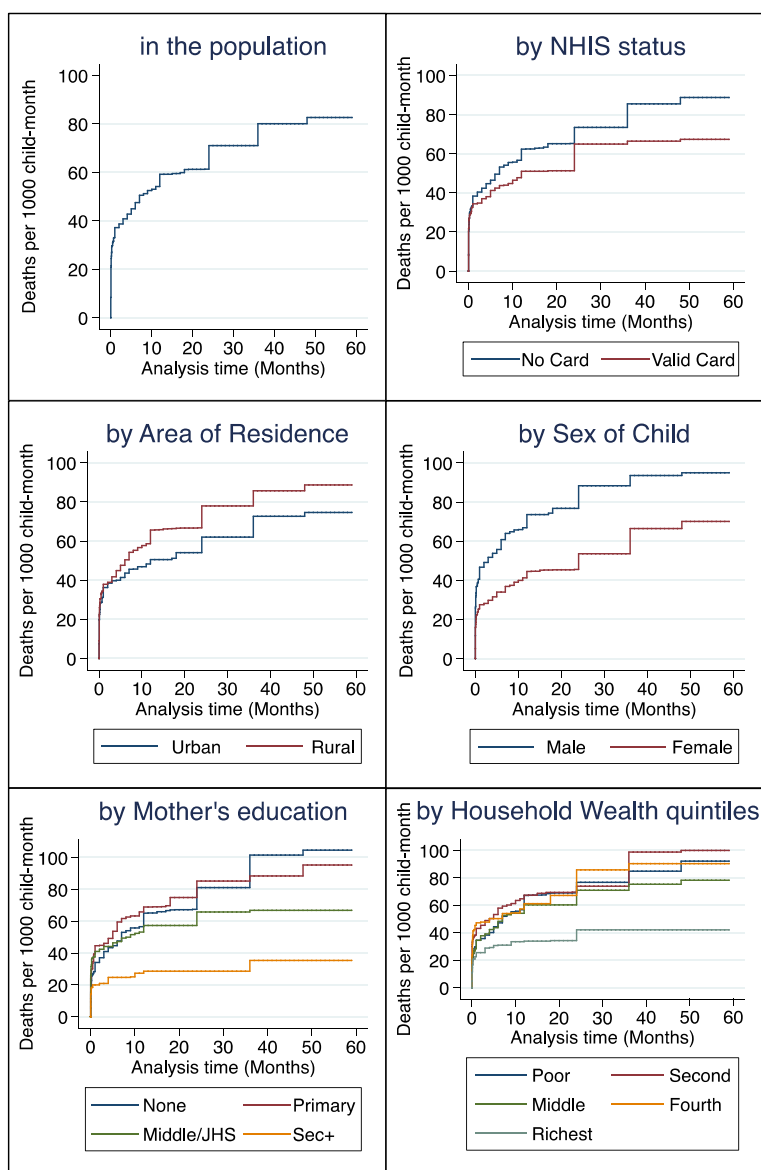 in the population
100
80
60
40
20
0
Deaths per 1000 child-month
0 10 20 30 40 50 60
Analysis time (Months)
by NHIS status
100
80
60
40
20
0
Deaths per 1000 child-month
0 10 20 30 40 50 60
Analysis time (Months)
No Card Valid Card
by Area of Residence
100
80
60
40
20
0
Deaths per 1000 child-month
0 10 20 30 40 50 60
Analysis time (Months)
Urban Rural
by Sex of Child
100
80
60
40
20
0
Deaths per 1000 child-month
0 10 20 30 40 50 60
Analysis time (Months)
Male Female
by Mother's education
100
80
60
40
20
0
Deaths per 1000 child-month
0 10 20 30 40 50 60
Analysis time (Months)
None Primary
Middle/JHS Sec+
by Household Wealth quintiles
100
80
60
40
20
0
Deaths per 1000 child-month
0 10 20 30 40 50 60
Analysis time (Months)
Poor Second
Middle Fourth
Richest